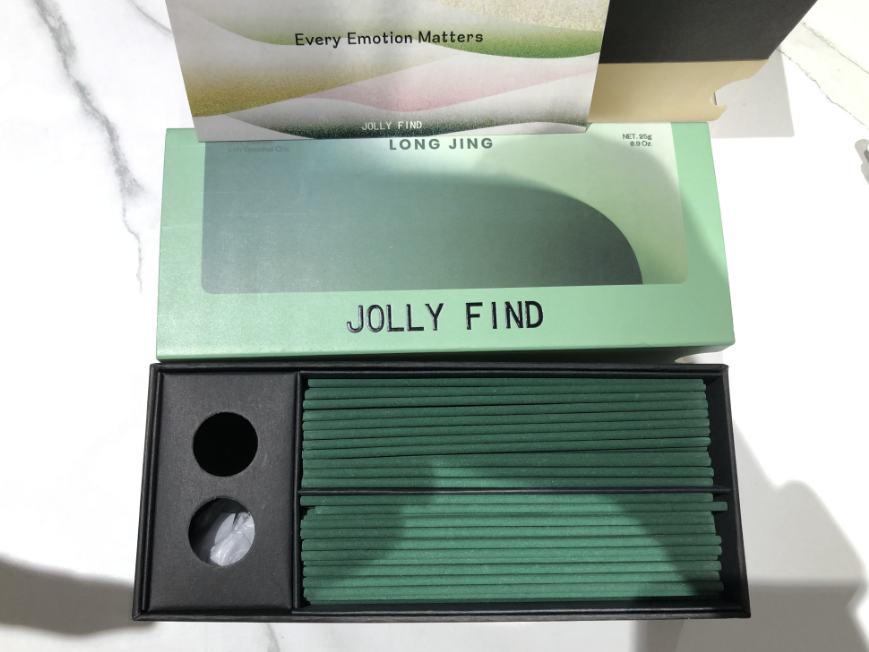 Every Emotion Matters
JOLLY FIND
LONG JING
NET. 25g
JOLLY FIND